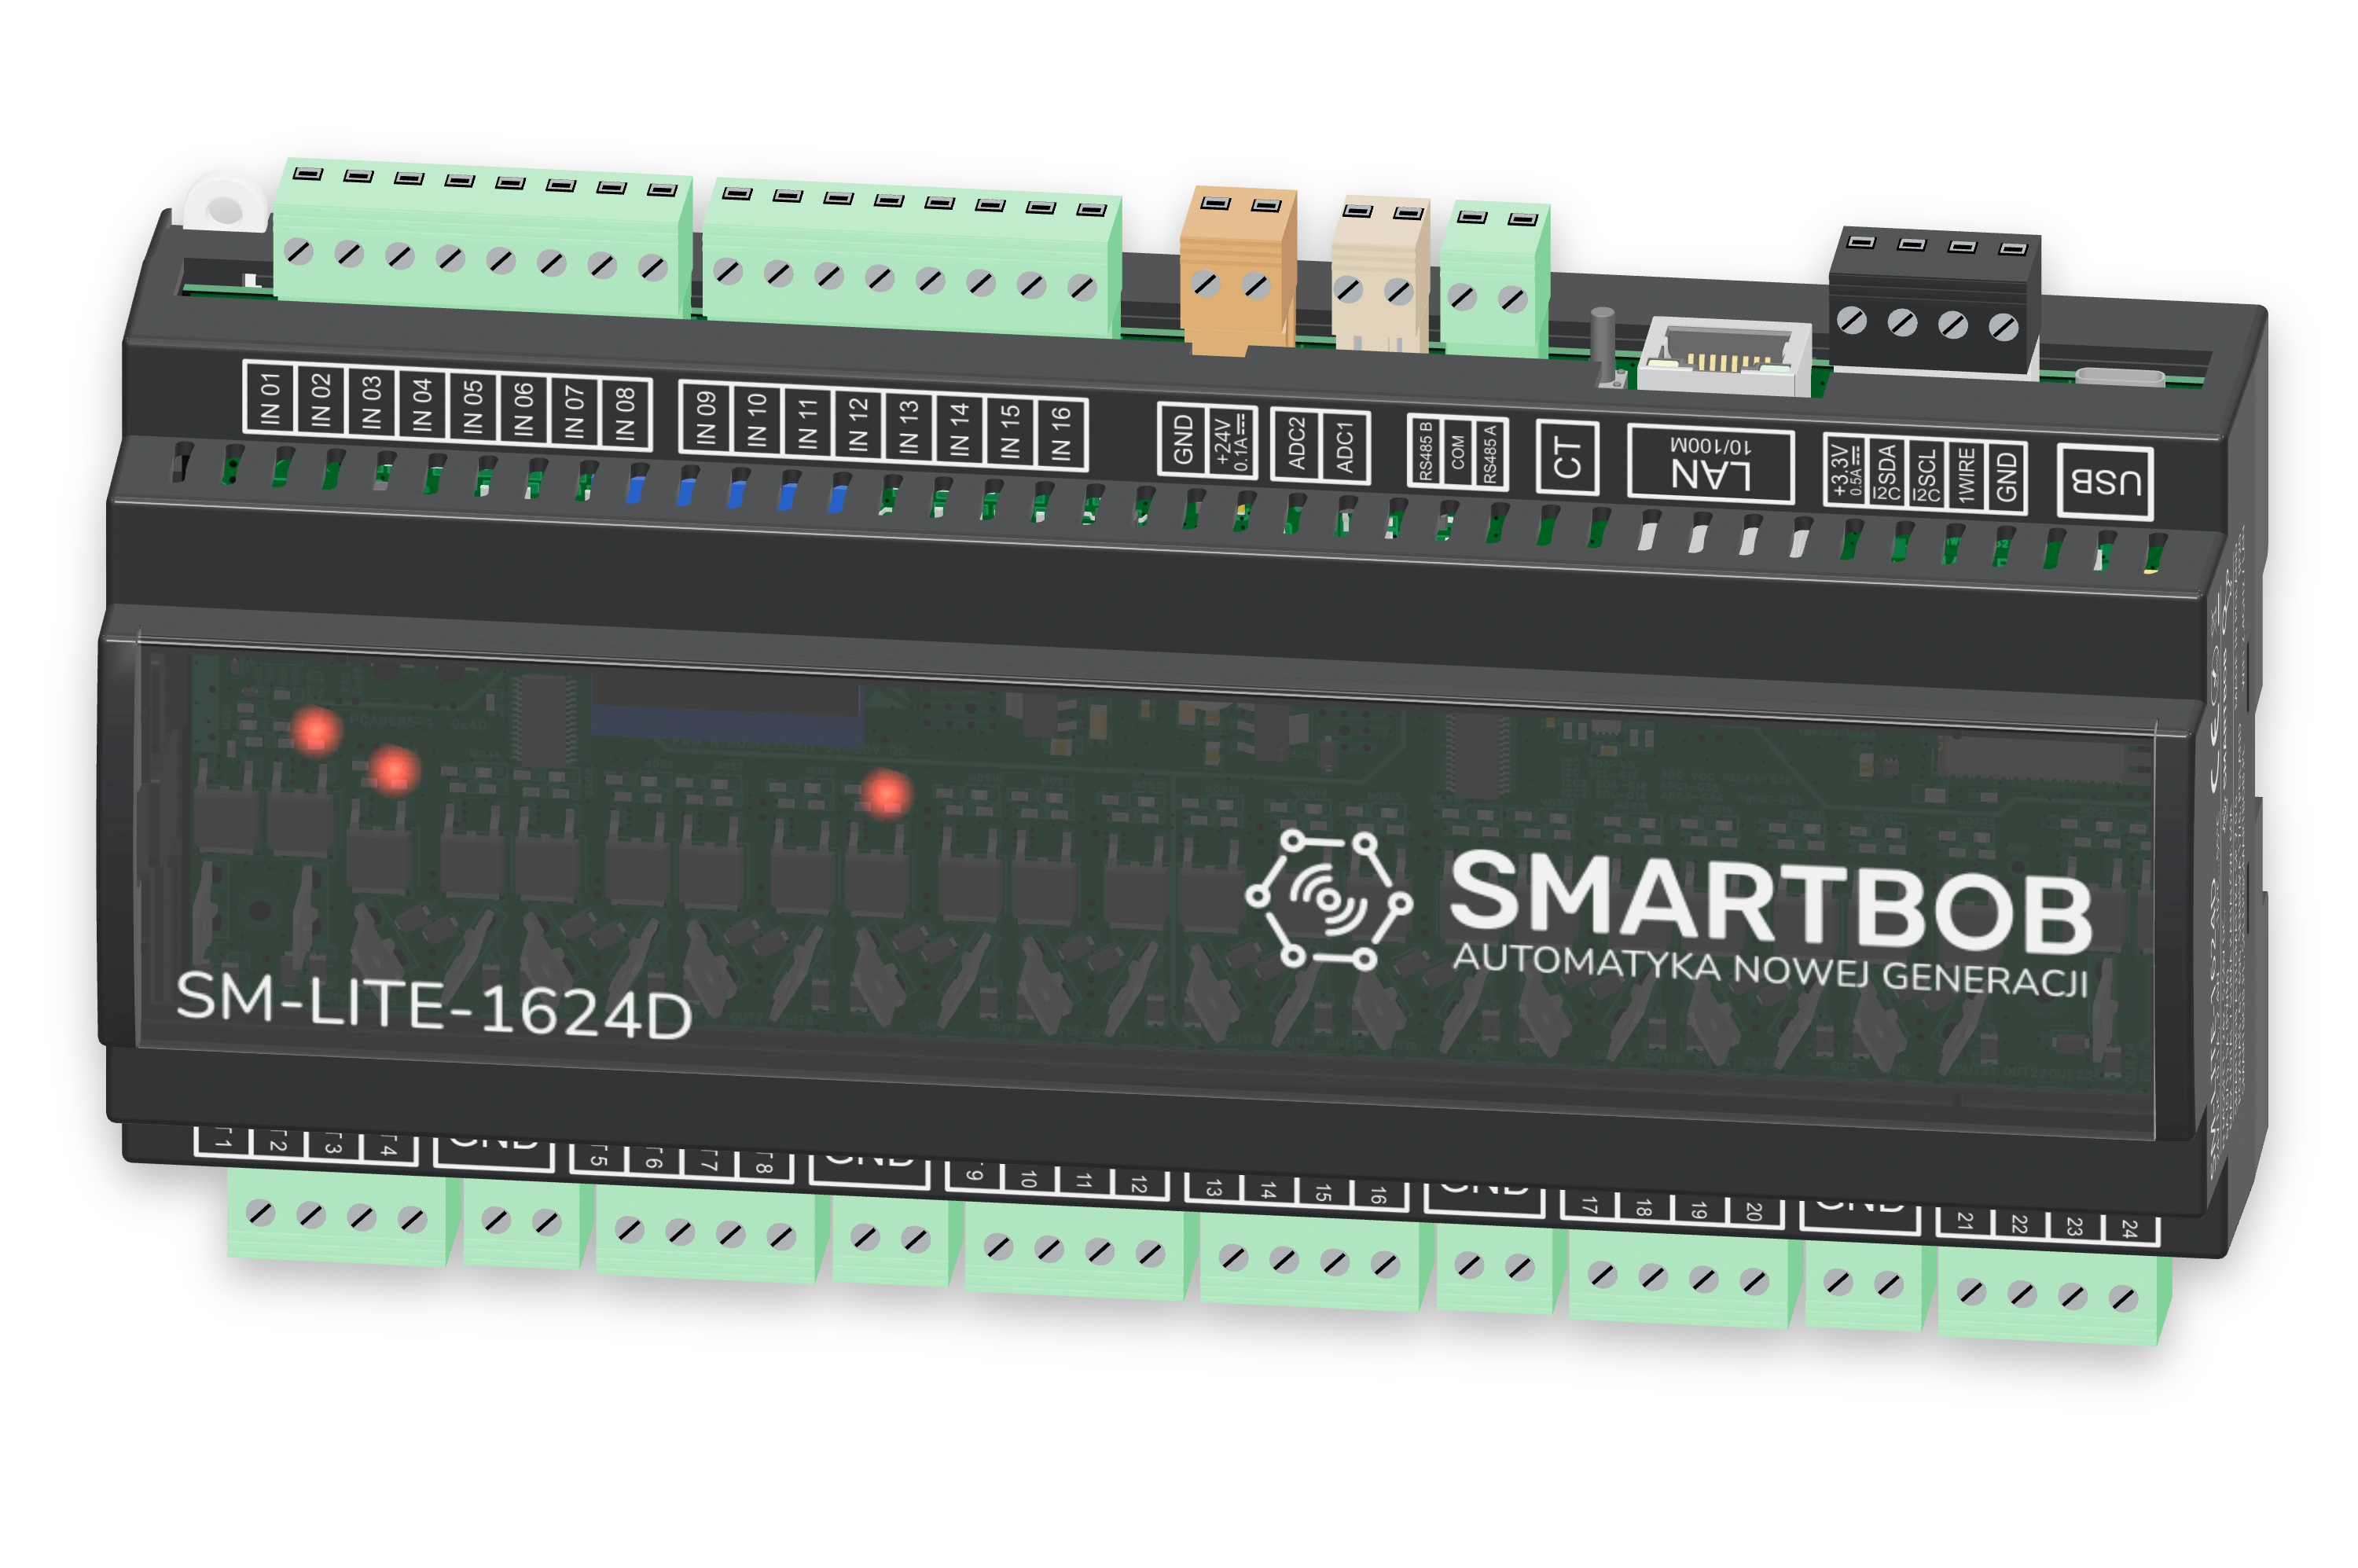 IN 01
IN 02
IN 03
IN 04
IN 05
IN 06
IN 07
IN 08
IN 09
IN 10
IN 11
IN 12
IN 13
IN 14
IN 15
IN 16
GND
+24V
0.1A
ADC2
ADC1
RS485 B
COM
RS485 A
CT
LAN
10/100M
+3.3V
0.5A
SDA
I2C
SCL
I2C
1WIRE
GND
USB
SMARTBOB
AUTOMATYKA NOWEJ GENERACJI
SM-LITE-1624D
T 1
T 2
T 3
T 4
GND
T 5
T 6
T 7
T 8
GND
9
10
11
12
13
14
15
16
GND
17
18
19
20
GND
21
22
23
24